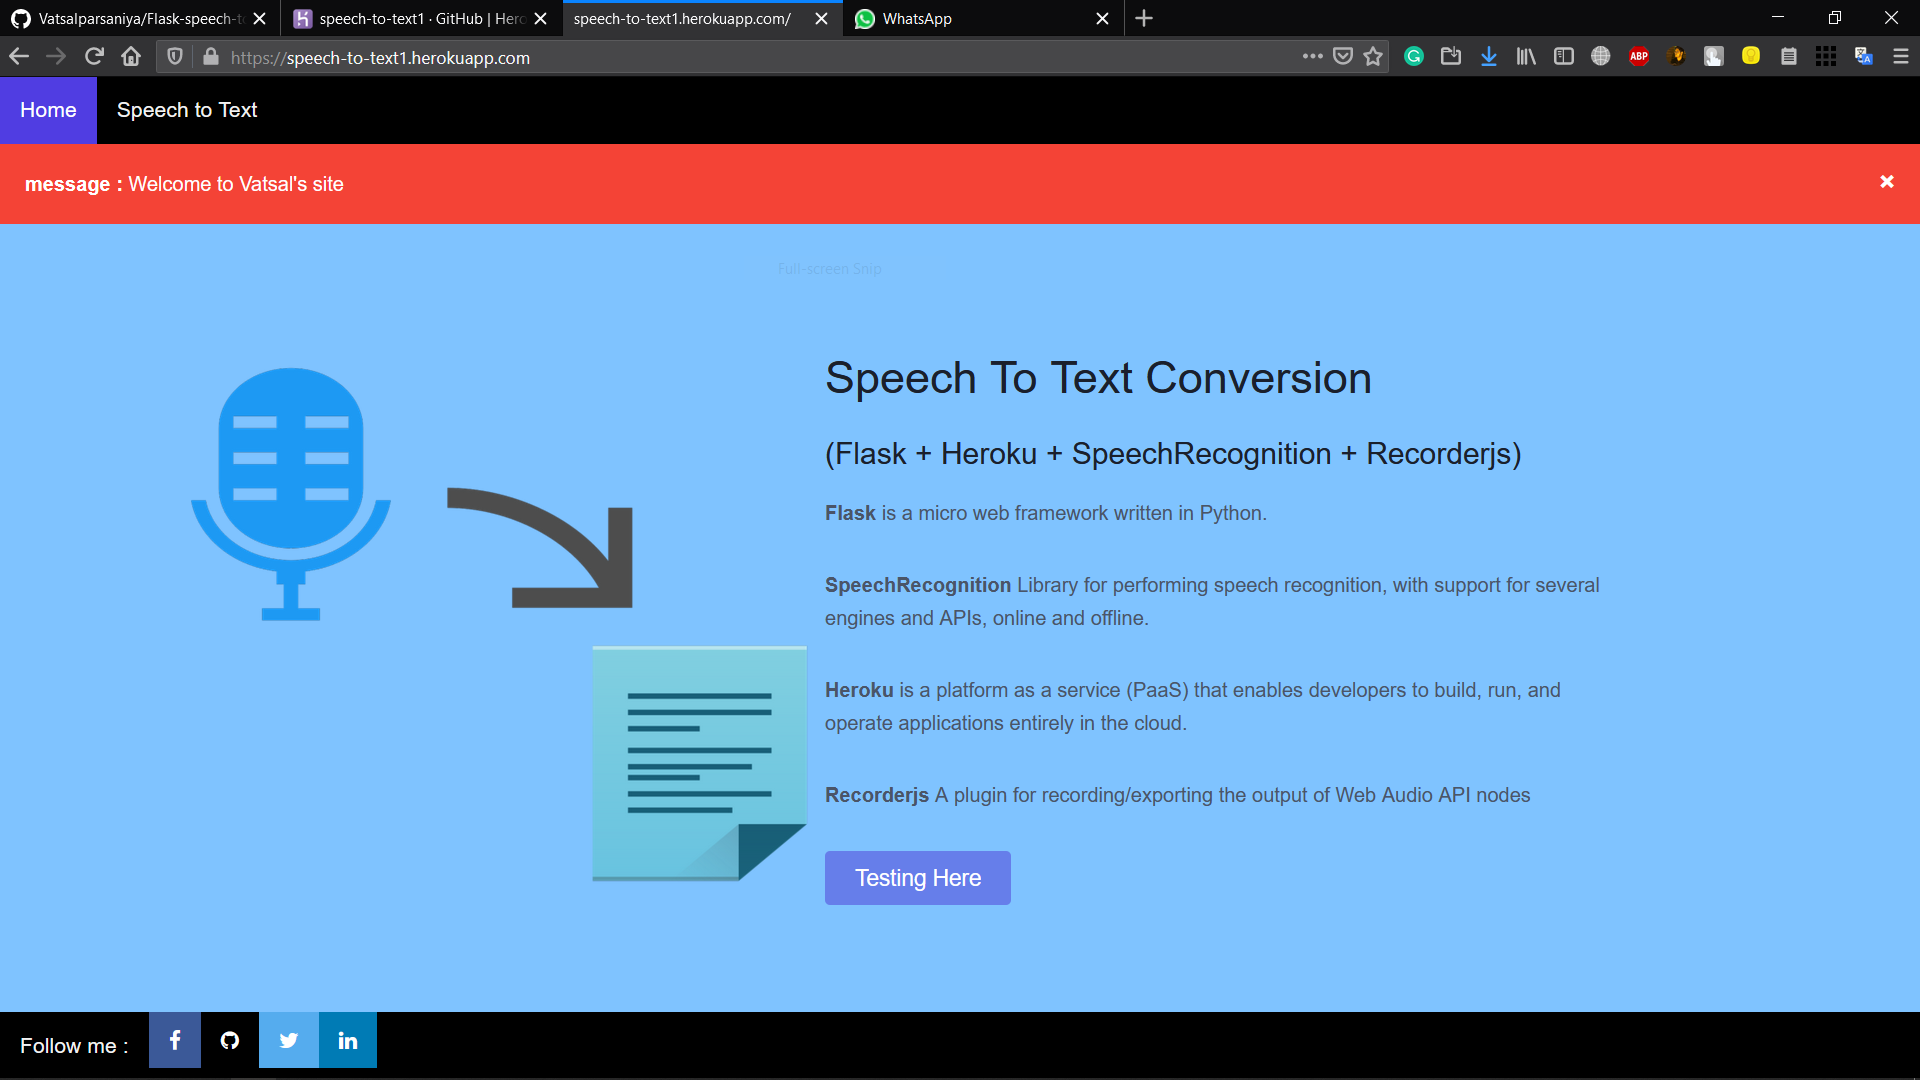 Vatsalparsaniya/Flask-speech-t
speech-to-text1 · GitHub | Hero
speech-to-text1.herokuapp.com/
WhatsApp
https://speech-to-text1.herokuapp.com
ABP
Home
Speech to Text
message : Welcome to Vatsal's site
Full-screen Snip
Speech To Text Conversion
(Flask + Heroku + SpeechRecognition + Recorderjs)
Flask is a micro web framework written in Python.
SpeechRecognition Library for performing speech recognition, with support for several
engines and APIs, online and offline.
Heroku is a platform as a service (PaaS) that enables developers to build, run, and
operate applications entirely in the cloud.
Recorderjs A plugin for recording/exporting the output of Web Audio API nodes
Testing Here
Follow me :